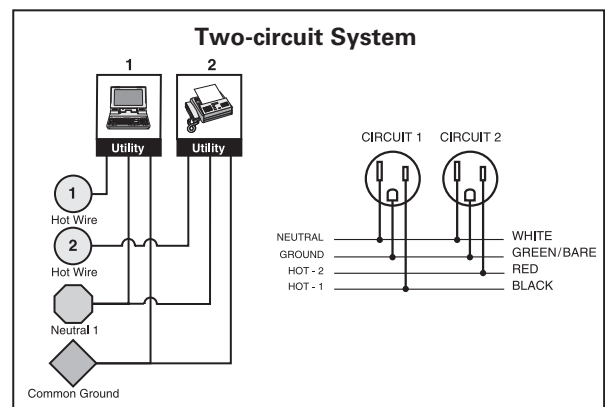 Two-circuit System
1 2
Utility Utility
1
Hot Wire
2
Hot Wire
Neutral 1
Common Ground
CIRCUIT 1 CIRCUIT 2
NEUTRAL WHITE
GROUND GREEN/BARE
HOT - 2 RED
HOT - 1 BLACK